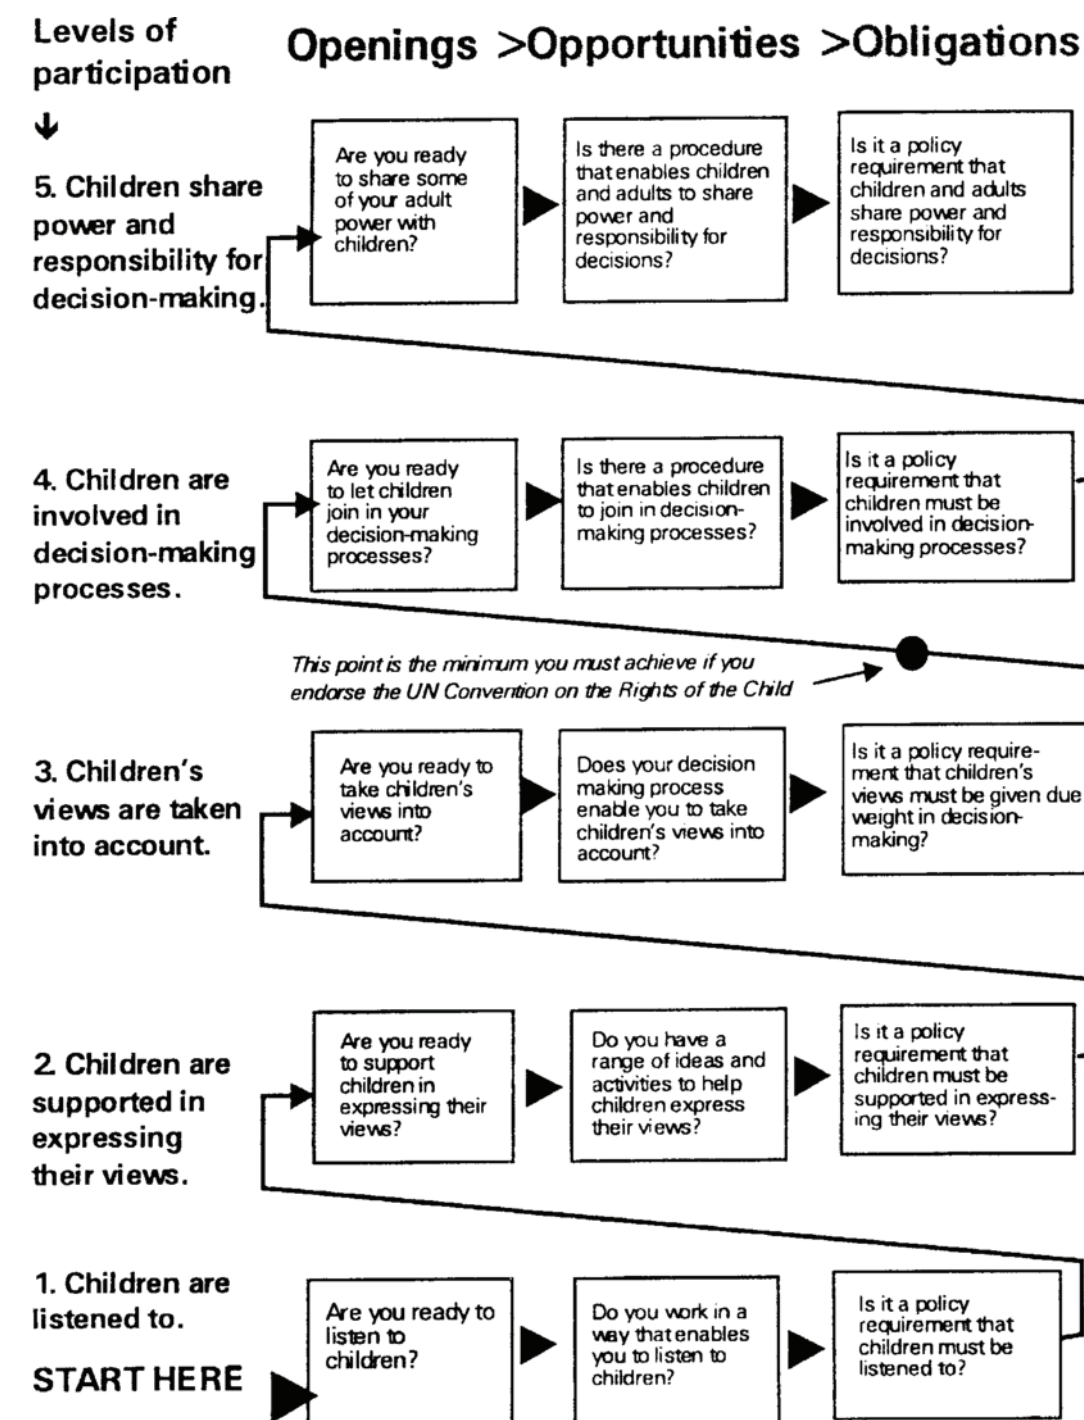 Levels of
participation
Openings >Opportunities >Obligations
5. Children share
power and
responsibility for
decision-making.
Are you ready
to share some
of your adult
power with
children?
Is there a procedure
that enables children
and adults to share
power and
responsibility for
decisions?
Is it a policy
requirement that
children and adults
share power and
responsibility for
decisions?
4. Children are
involved in
decision-making
processes.
Are you ready
to let children
join in your
decision-making
processes?
Is there a procedure
that enables children
to join in decision-
making processes?
Is it a policy
requirement that
children must be
involved in decision-
making processes?
This point is the minimum you must achieve if you
endorse the UN Convention on the Rights of the Child
3. Children's
views are taken
into account.
Are you ready to
take children's
views into
account?
Does your decision
making process
enable you to take
children's views into
account?
Is it a policy require-
ment that children's
views must be given due
weight in decision-
making?
2. Children are
supported in
expressing
their views.
Are you ready
to support
children in
expressing their
views?
Do you have a
range of ideas and
activities to help
children express
their views?
Is it a policy
requirement that
children must be
supported in express-
ing their views?
1. Children are
listened to.
START HERE
Are you ready to
listen to
children?
Do you work in a
way that enables
you to listen to
children?
Is it a policy
requirement that
children must be
listened to?